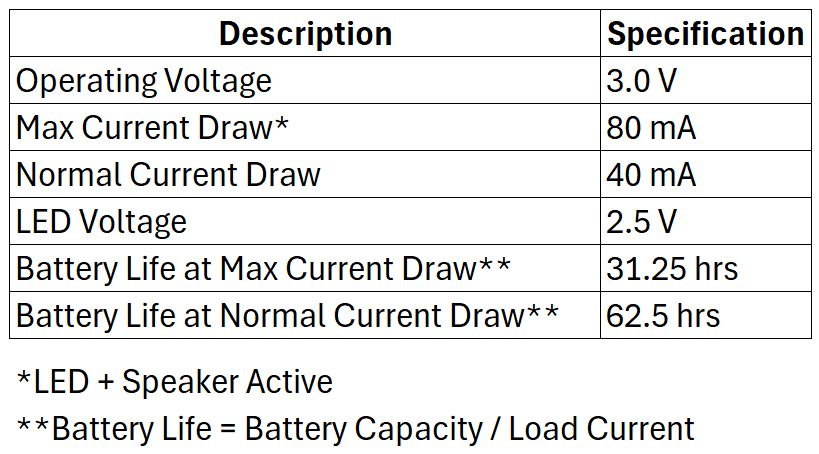 Description Specification
Operating Voltage 3.0 V
Max Current Draw* 80 mA
Normal Current Draw 40 mA
LED Voltage 2.5 V
Battery Life at Max Current Draw** 31.25 hrs
Battery Life at Normal Current Draw** 62.5 hrs
*LED + Speaker Active
**Battery Life = Battery Capacity / Load Current